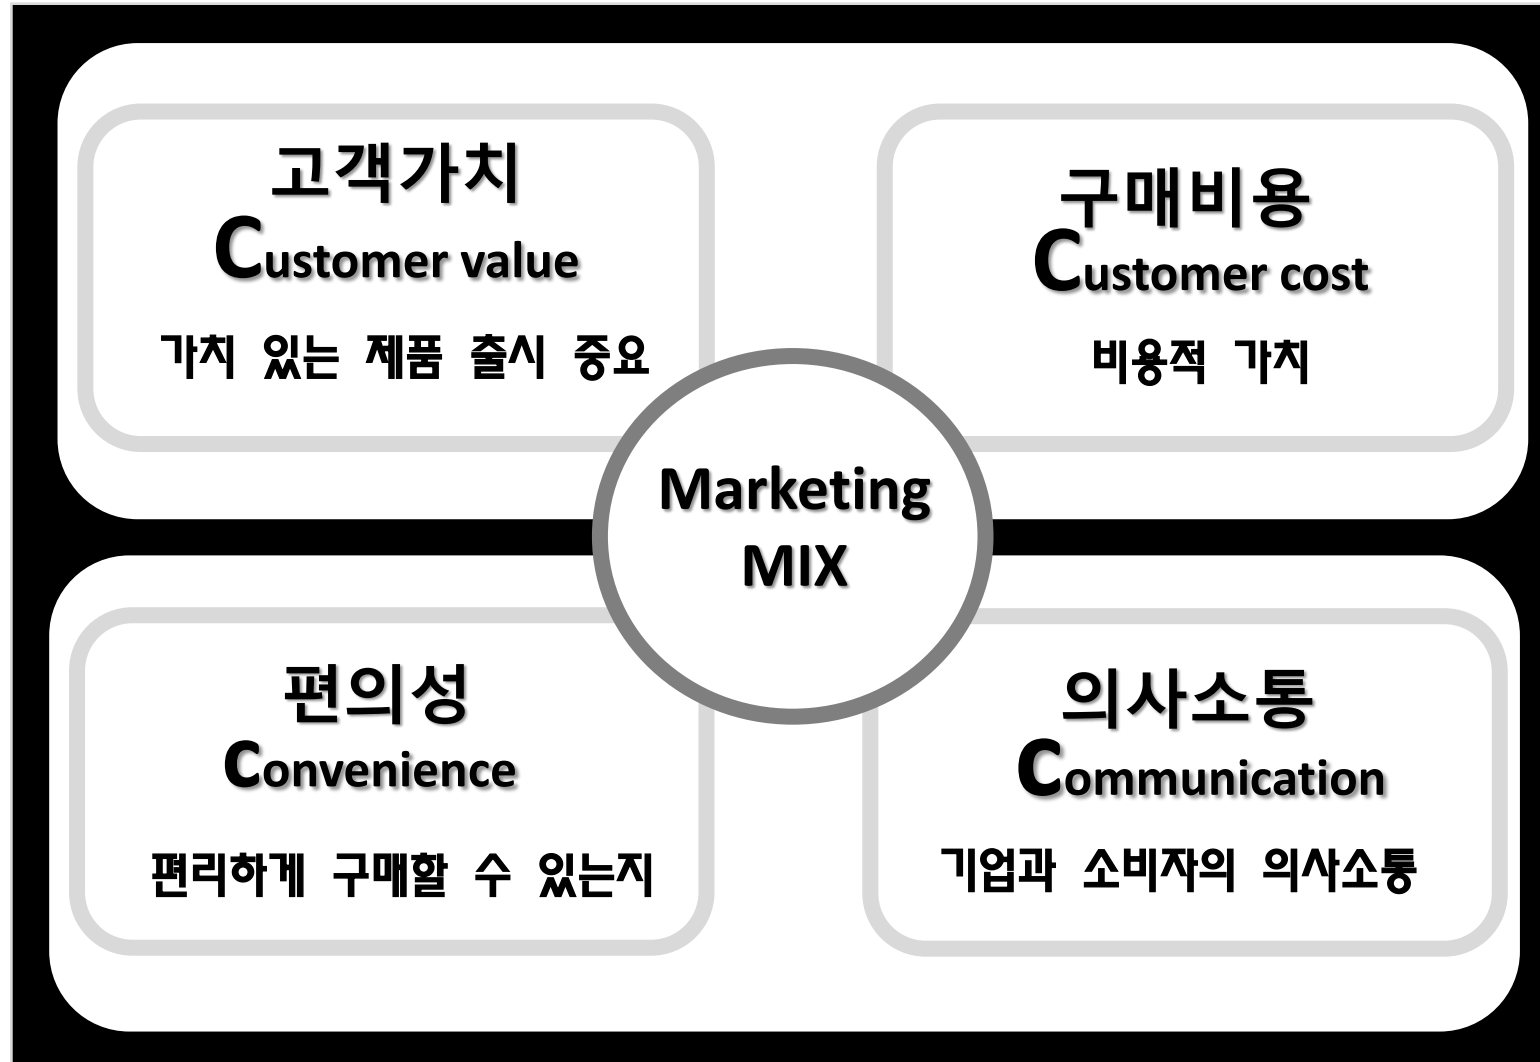 고객가치
Customer value
가치 있는 제품 출시 중요
구매비용
Customer cost
비용적 가치
Marketing
MIX
편의성
Convenience
편리하게 구매할 수 있는지
의사소통
Communication
기업과 소비자의 의사소통